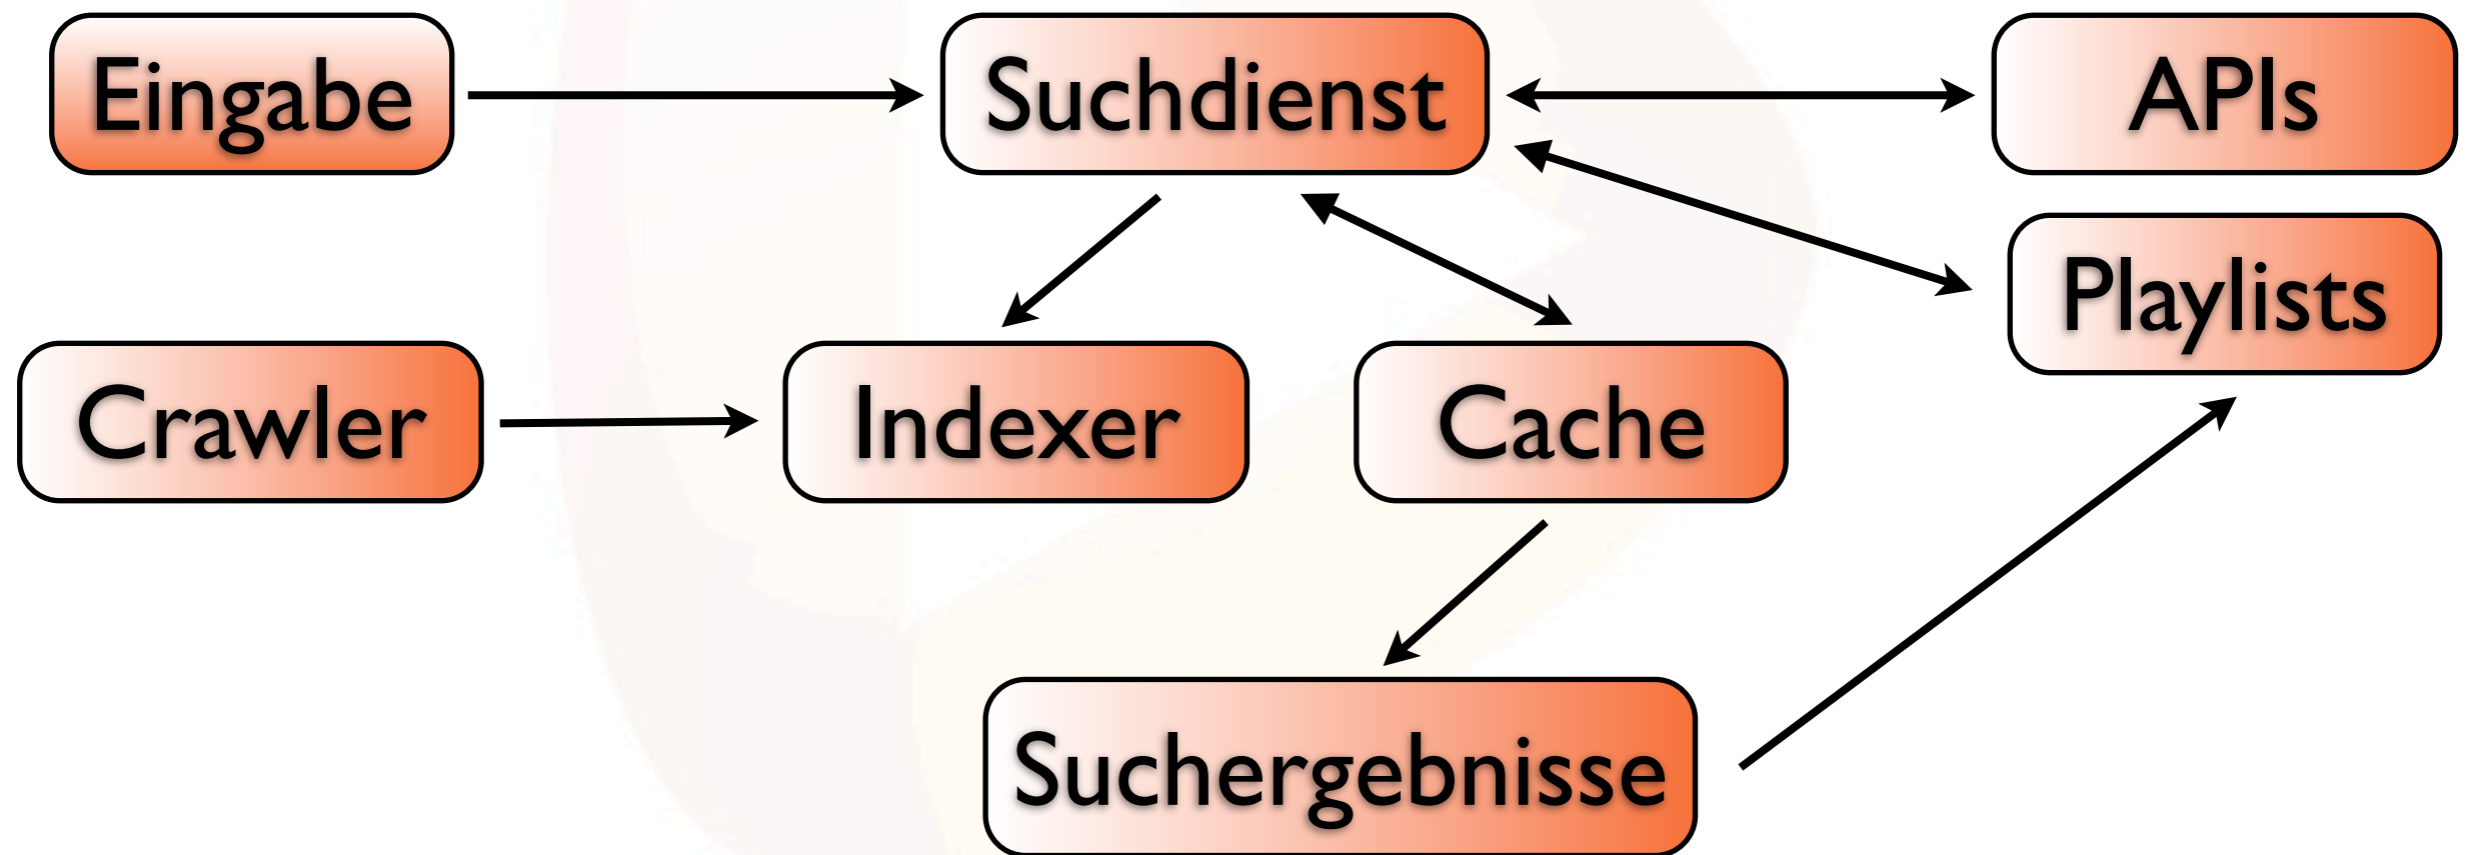 Eingabe
Suchdienst
APIs
Playlists
Crawler
Indexer
Cache
Suchergebnisse